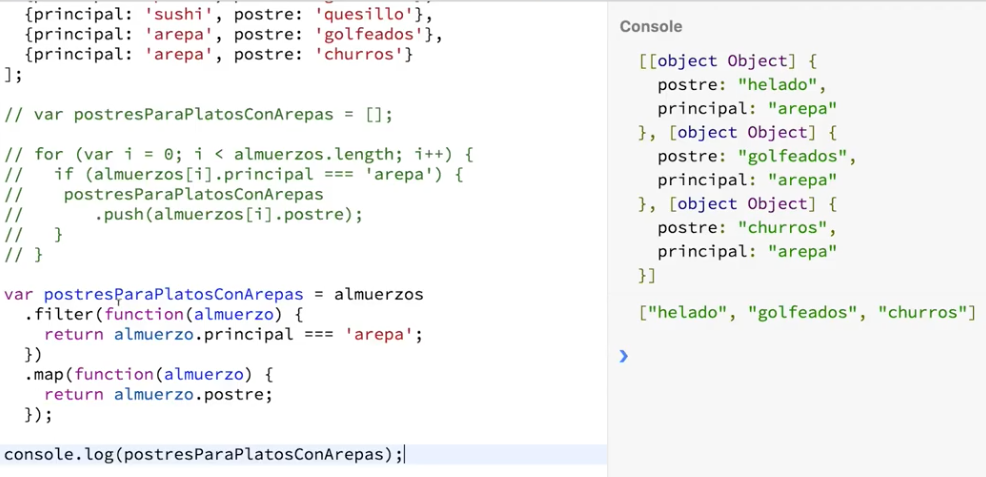 {principal: 'sushi', postre: 'quesillo'},
{principal: 'arepa', postre: 'golfeados'},
{principal: 'arepa', postre: 'churros'}
];
// var postresParaPlatosConArepas = [];
// for (var i = 0; i < almuerzos.length; i++) {
//   if (almuerzos[i].principal === 'arepa') {
//    postresParaPlatosConArepas
//       .push(almuerzos[i].postre);
//   }
// }
var postresParaPlatosConArepas = almuerzos
  .filter(function(almuerzo) {
    return almuerzo.principal === 'arepa';
  })
  .map(function(almuerzo) {
    return almuerzo.postre;
  });
console.log(postresParaPlatosConArepas);
Console
[[object Object] {
  postre: "helado",
  principal: "arepa"
}, [object Object] {
  postre: "golfeados",
  principal: "arepa"
}, [object Object] {
  postre: "churros",
  principal: "arepa"
}]
["helado", "golfeados", "churros"]